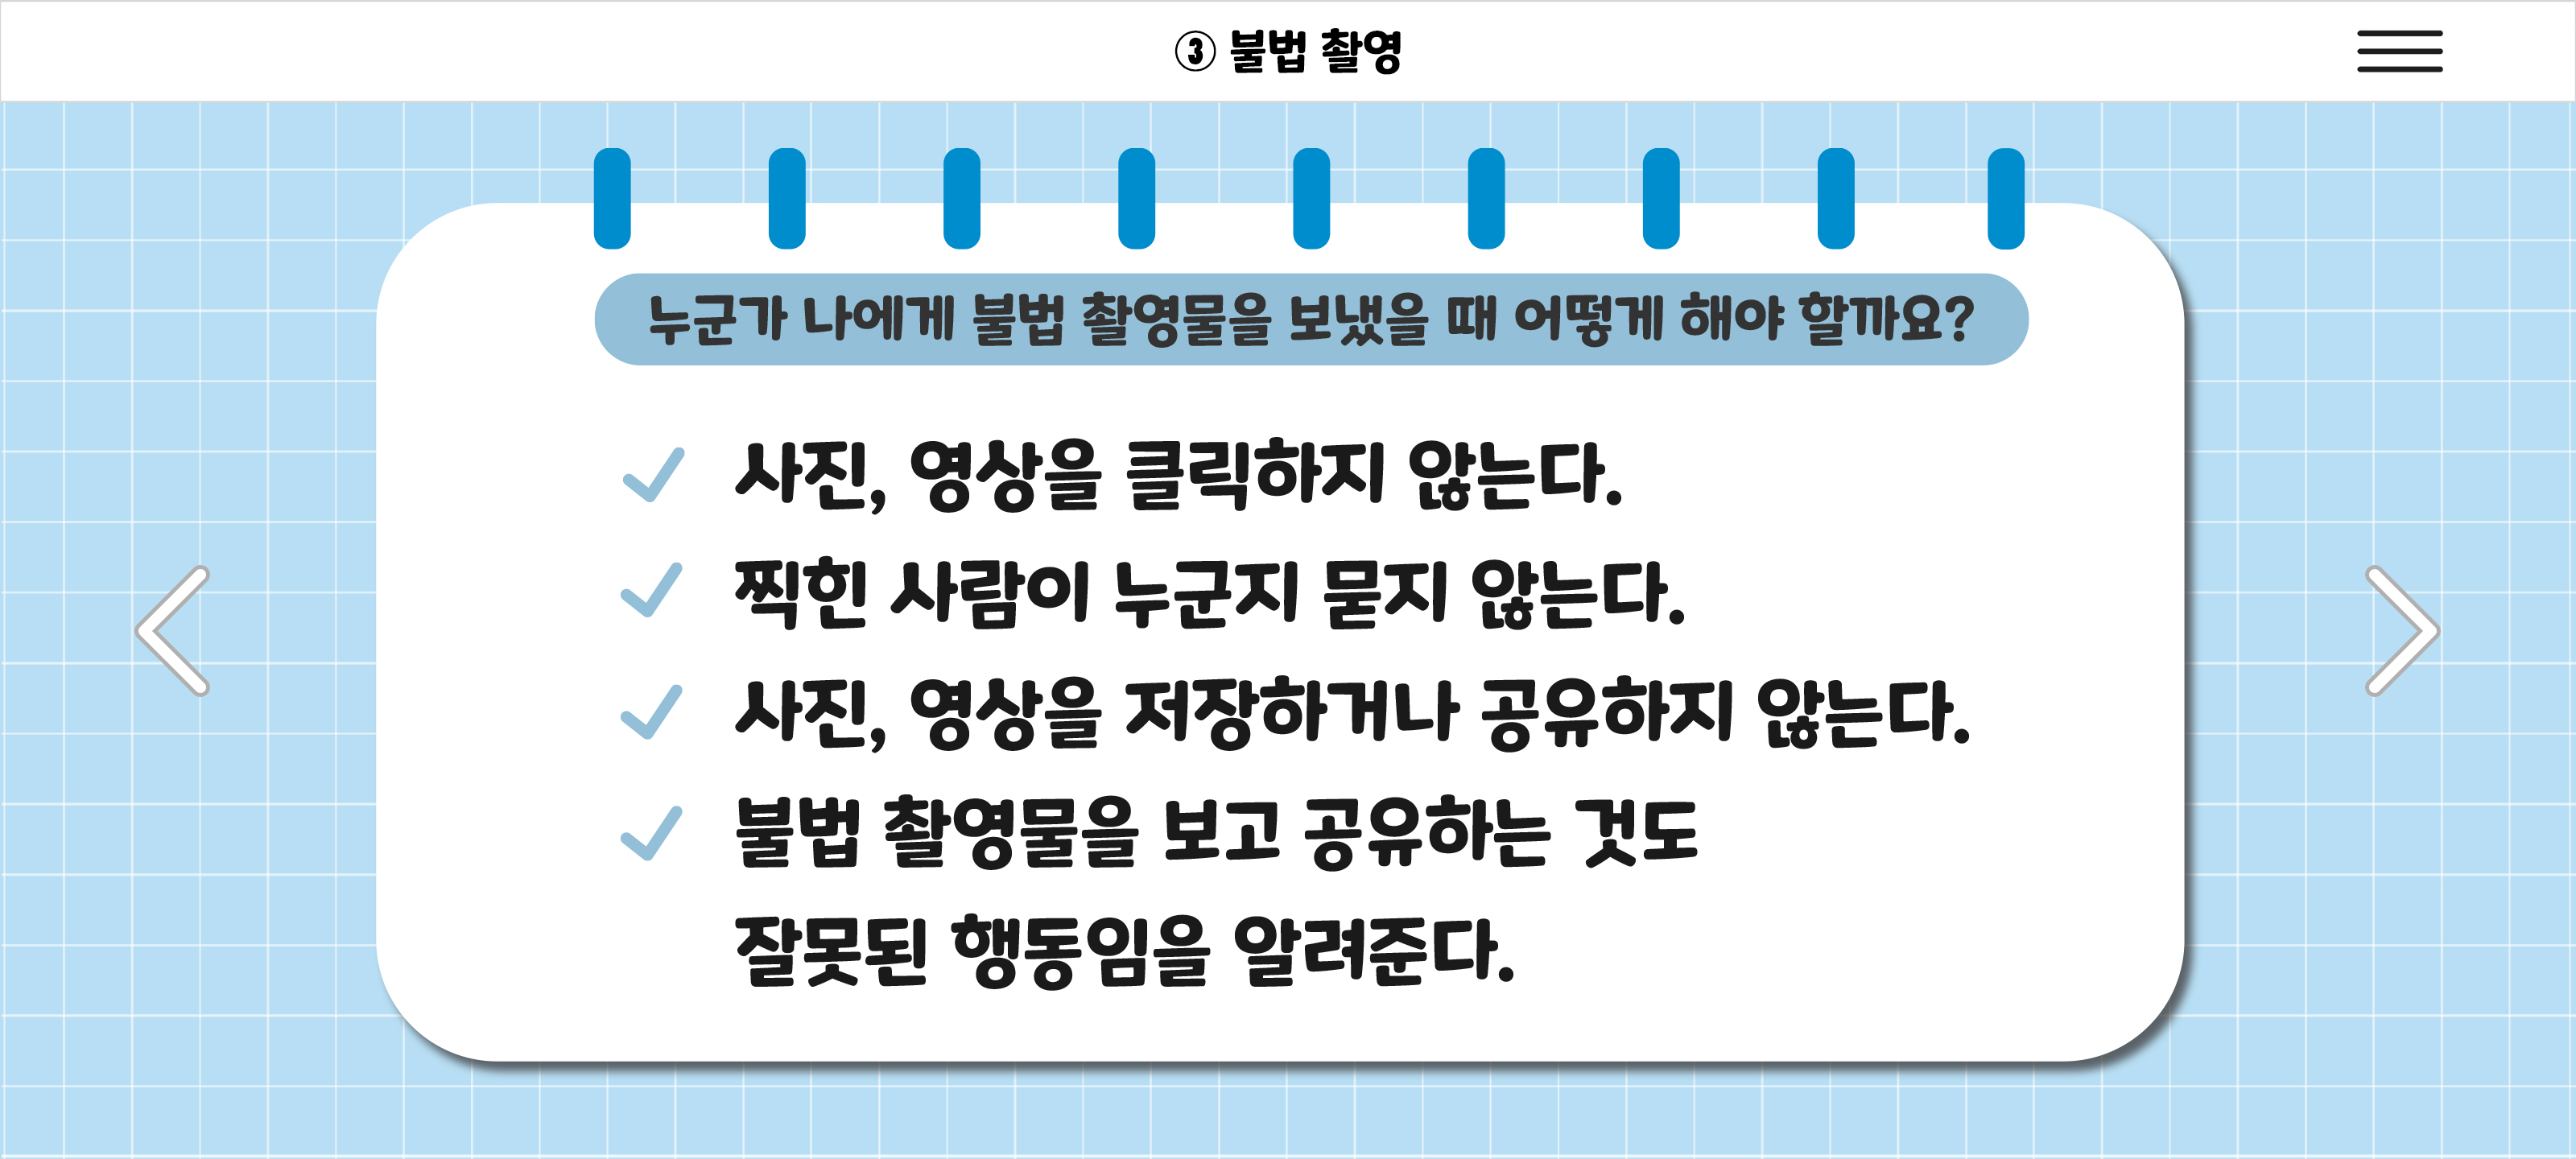 ③ 불법 촬영
누군가 나에게 불법 촬영물을 보냈을 때 어떻게 해야 할까요?
사진, 영상을 클릭하지 않는다.
찍힌 사람이 누군지 묻지 않는다.
사진, 영상을 저장하거나 공유하지 않는다.
불법 촬영물을 보고 공유하는 것도
잘못된 행동임을 알려준다.